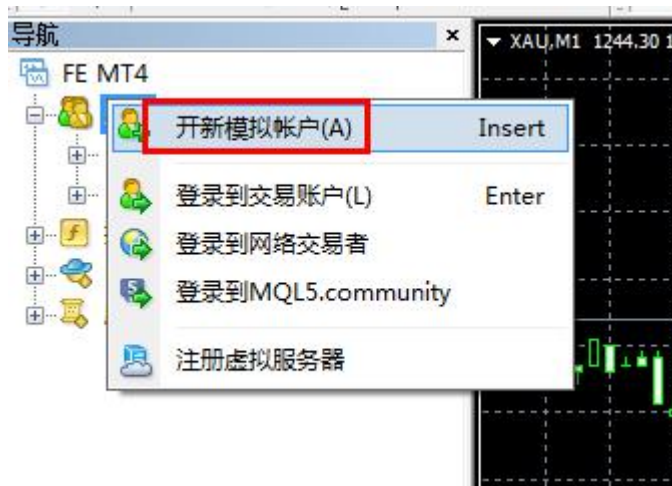 导航
XAU,M1 1244.30 1
FE MT4
开新模拟帐户(A) Insert
登录到交易账户(L) Enter
登录到网络交易者
登录到MQL5.community
注册虚拟服务器